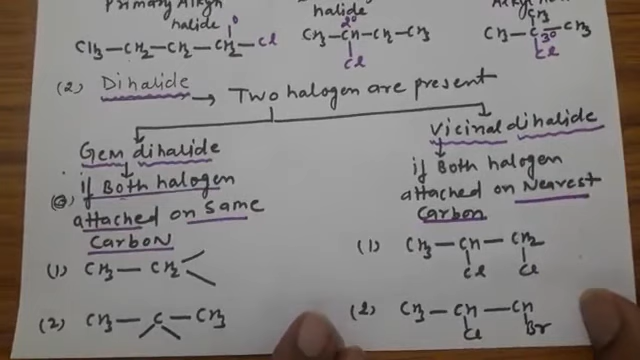 Primary Alkyl halide
halide
CH3—CH2—CH2—CH2—Cl
CH3—CH—CH2—CH3
2°
Cl
CH3
CH3—C—CH3
3°
Cl
(2) Dihalide → Two halogen are present
Gem dihalide
if Both halogen
attached on Same
Carbon
(1) CH3—CH2
(2) CH3—C—CH3
Vicinal dihalide
if Both halogen
attached on Nearest
Carbon
(1) CH3—CH—CH2
Cl Cl
(2) CH3—CH—CH
Cl Br